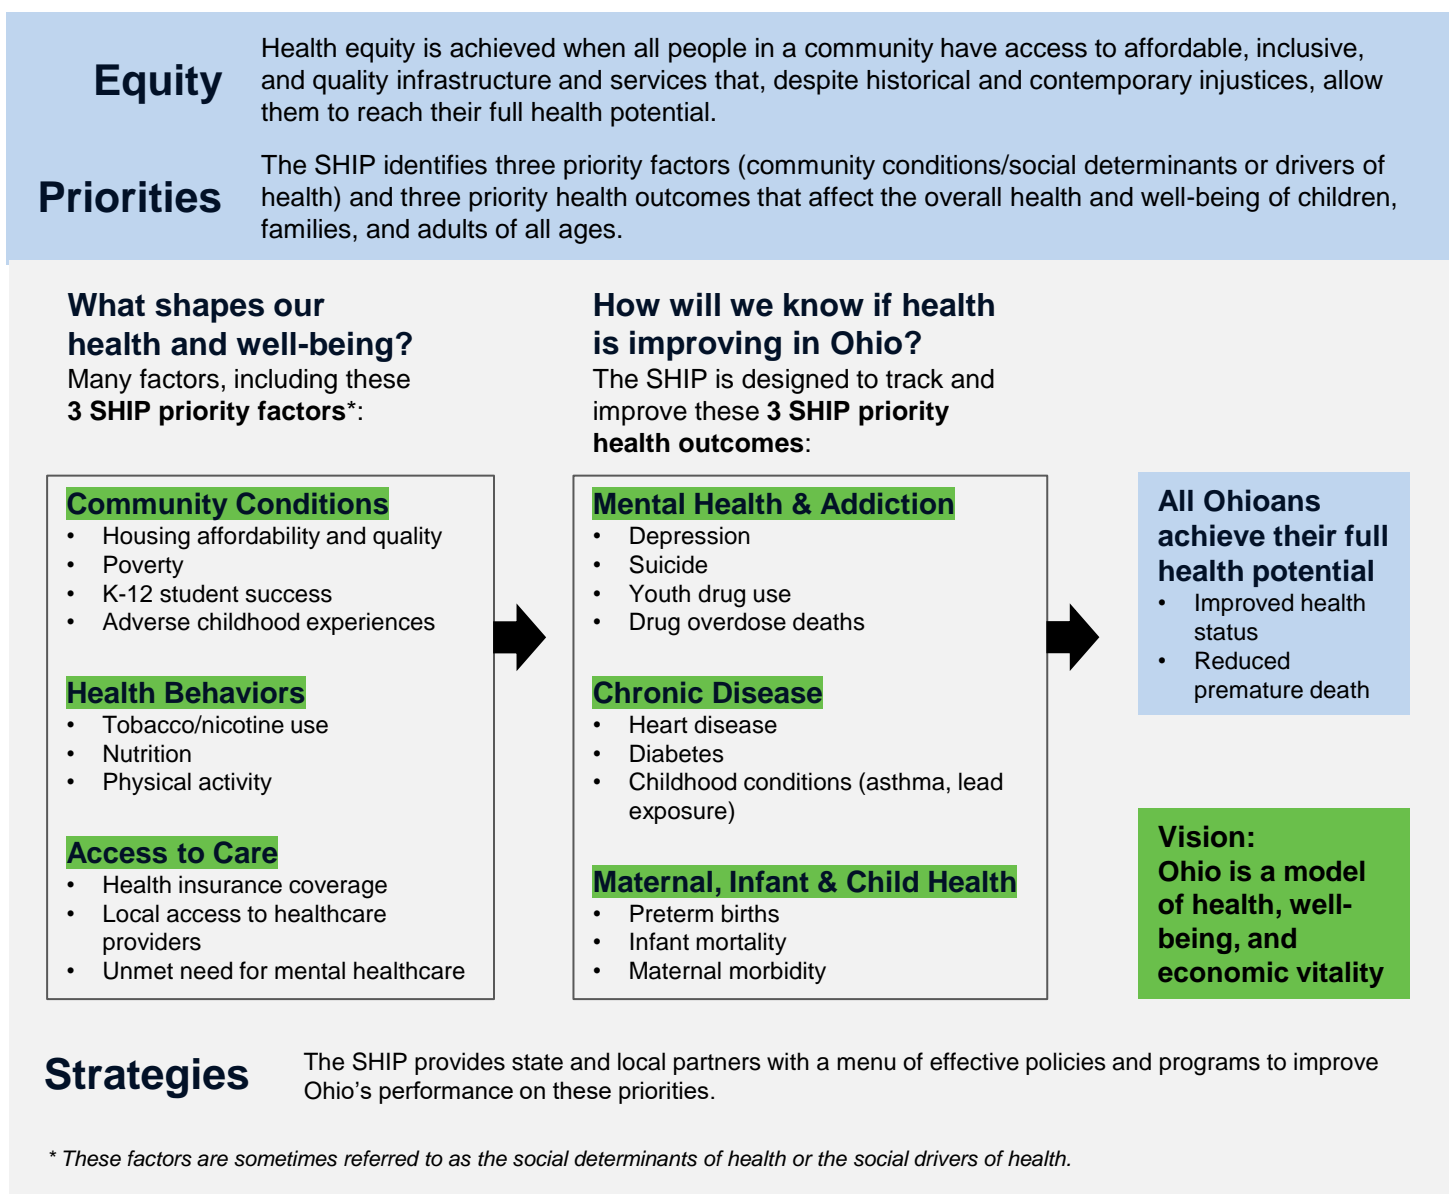 Equity
Health equity is achieved when all people in a community have access to affordable, inclusive,
and quality infrastructure and services that, despite historical and contemporary injustices, allow
them to reach their full health potential.
Priorities
The SHIP identifies three priority factors (community conditions/social determinants or drivers of
health) and three priority health outcomes that affect the overall health and well-being of children,
families, and adults of all ages.
What shapes our
health and well-being?
Many factors, including these
3 SHIP priority factors*:
Community Conditions
• Housing affordability and quality
• Poverty
• K-12 student success
• Adverse childhood experiences
Health Behaviors
• Tobacco/nicotine use
• Nutrition
• Physical activity
Access to Care
• Health insurance coverage
• Local access to healthcare
providers
• Unmet need for mental healthcare
How will we know if health
is improving in Ohio?
The SHIP is designed to track and
improve these 3 SHIP priority
health outcomes:
Mental Health & Addiction
• Depression
• Suicide
• Youth drug use
• Drug overdose deaths
Chronic Disease
• Heart disease
• Diabetes
• Childhood conditions (asthma, lead
exposure)
Maternal, Infant & Child Health
• Preterm births
• Infant mortality
• Maternal morbidity
All Ohioans
achieve their full
health potential
• Improved health
status
• Reduced
premature death
Vision:
Ohio is a model
of health, well-
being, and
economic vitality
Strategies
The SHIP provides state and local partners with a menu of effective policies and programs to improve
Ohio’s performance on these priorities.
* These factors are sometimes referred to as the social determinants of health or the social drivers of health.